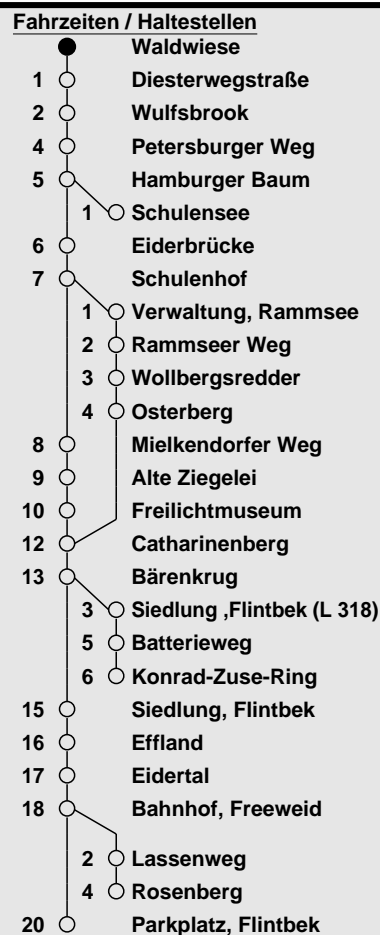 Fahrzeiten / Haltestellen
Waldwiese
1 Diesterwegstraße
2 Wulfsbrook
4 Petersburger Weg
5 Hamburger Baum
1 Schulensee
6 Eiderbrücke
7 Schulenhof
1 Verwaltung, Rammsee
2 Rammseer Weg
3 Wollbergsredder
4 Osterberg
8 Mielkendorfer Weg
9 Alte Ziegelei
10 Freilichtmuseum
12 Catharinenberg
13 Bärenkrug
3 Siedlung ,Flintbek (L 318)
5 Batterieweg
6 Konrad-Zuse-Ring
15 Siedlung, Flintbek
16 Effland
17 Eidertal
18 Bahnhof, Freeweid
2 Lassenweg
4 Rosenberg
20 Parkplatz, Flintbek